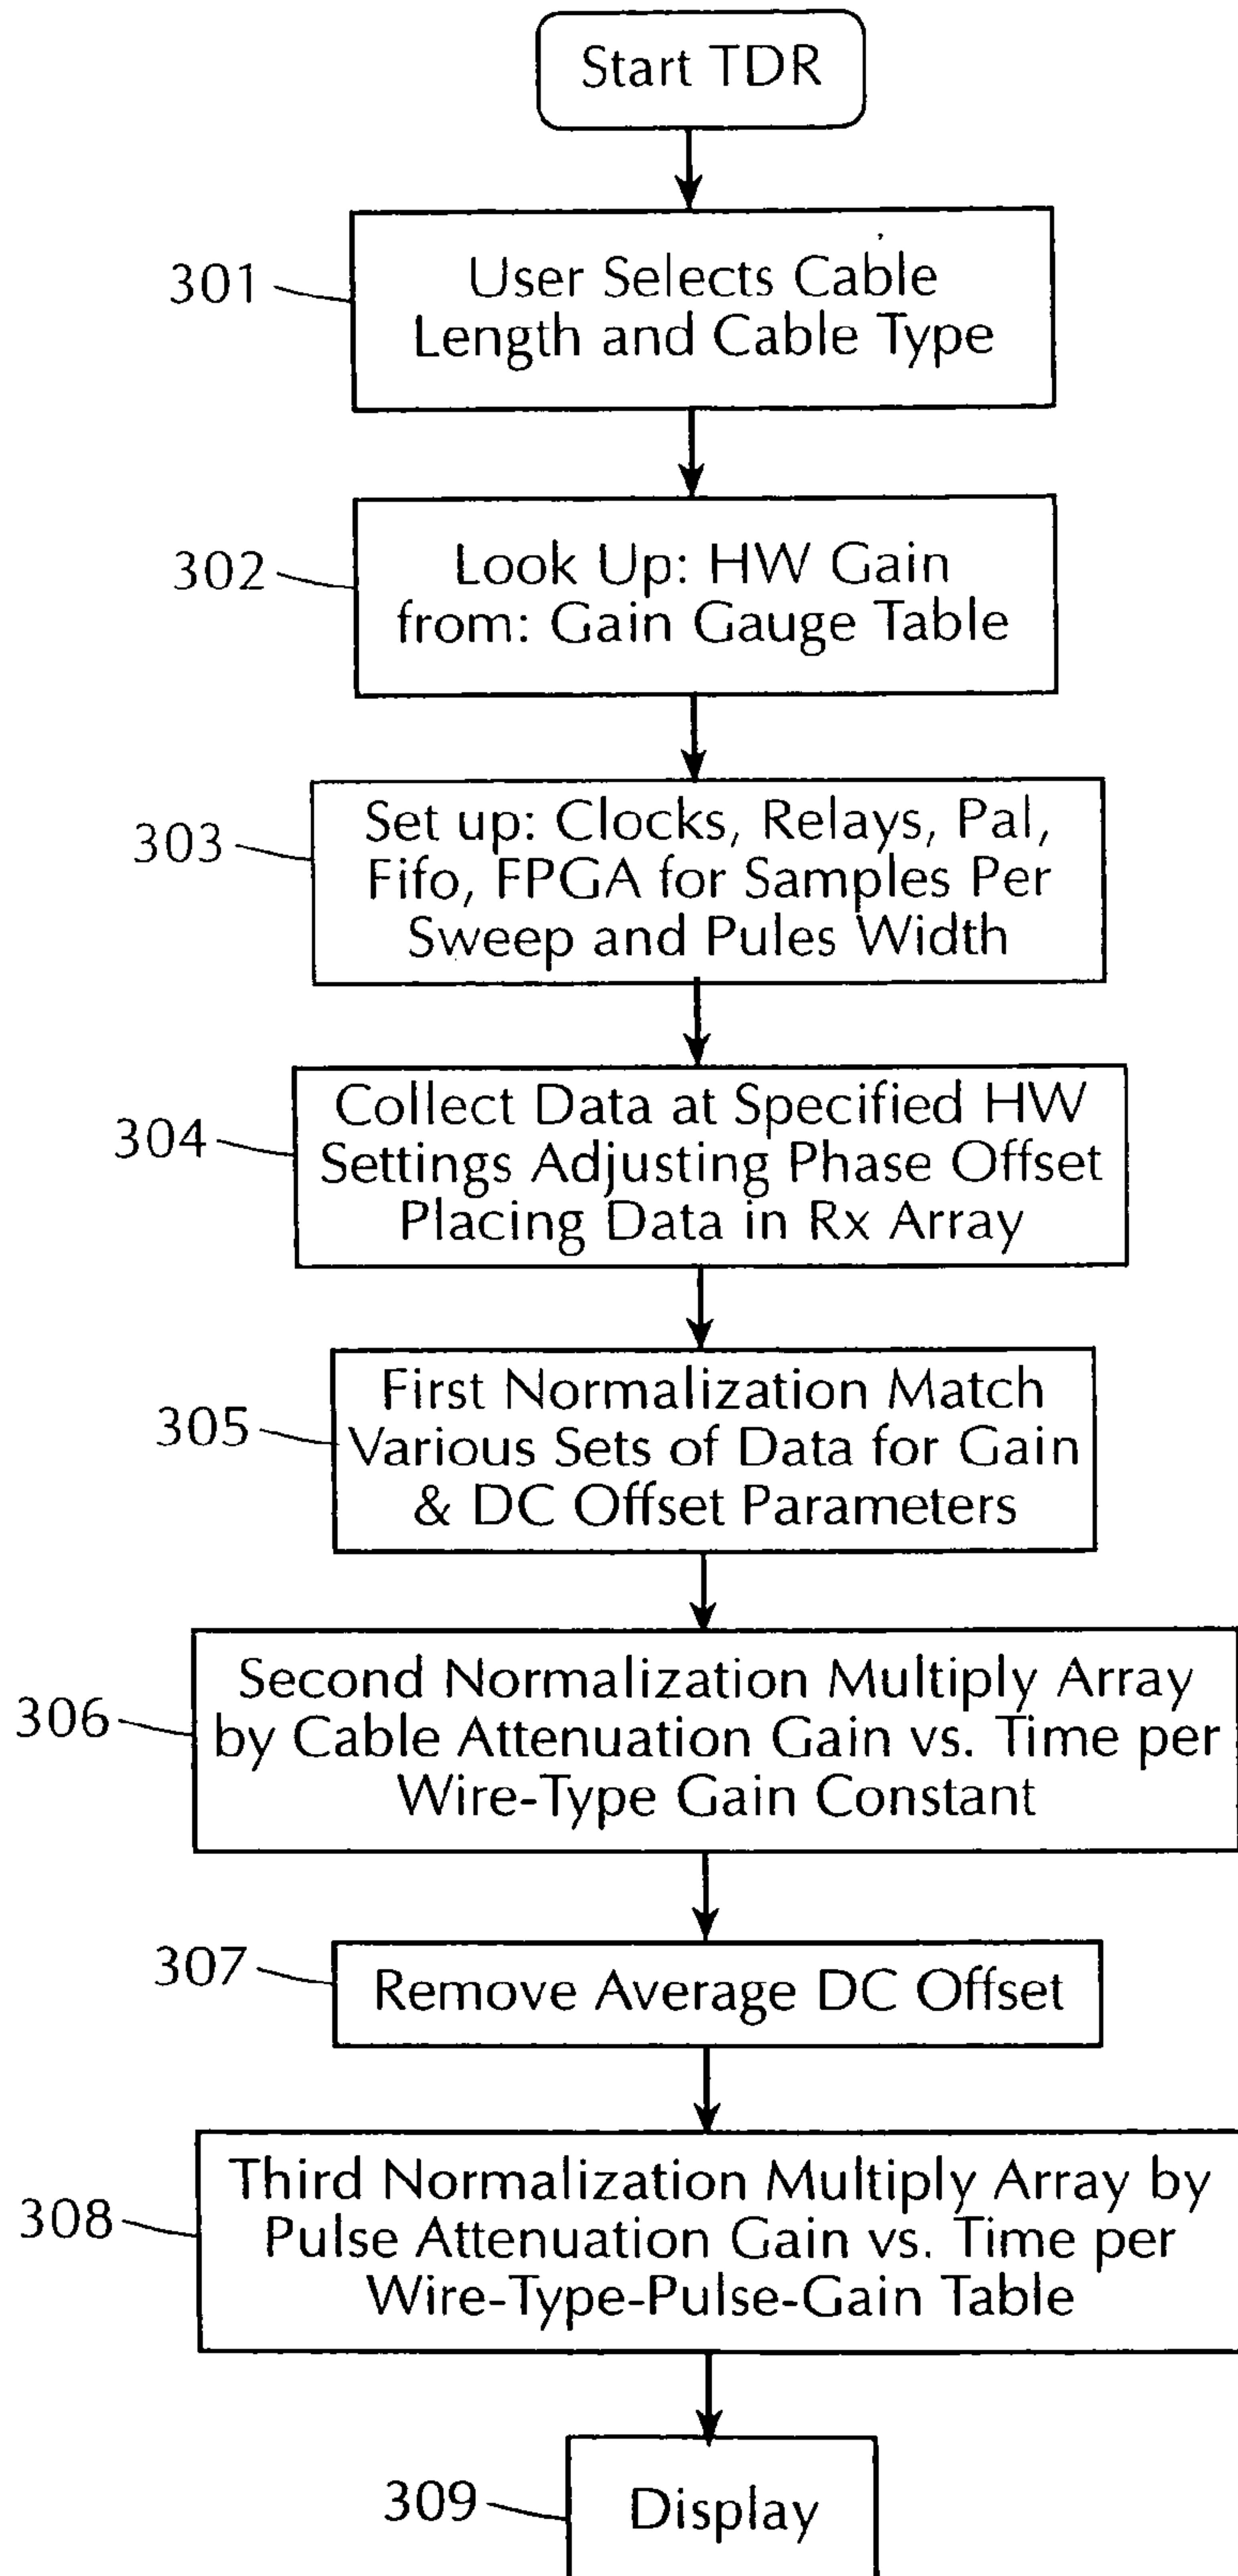 Start TDR
301
User Selects Cable
Length and Cable Type
302
Look Up: HW Gain
from: Gain Gauge Table
303
Set up: Clocks, Relays, Pal,
Fifo, FPGA for Samples Per
Sweep and Pules Width
304
Collect Data at Specified HW
Settings Adjusting Phase Offset
Placing Data in Rx Array
305
First Normalization Match
Various Sets of Data for Gain
& DC Offset Parameters
306
Second Normalization Multiply Array
by Cable Attenuation Gain vs. Time per
Wire-Type Gain Constant
307
Remove Average DC Offset
308
Third Normalization Multiply Array by
Pulse Attenuation Gain vs. Time per
Wire-Type-Pulse-Gain Table
309
Display